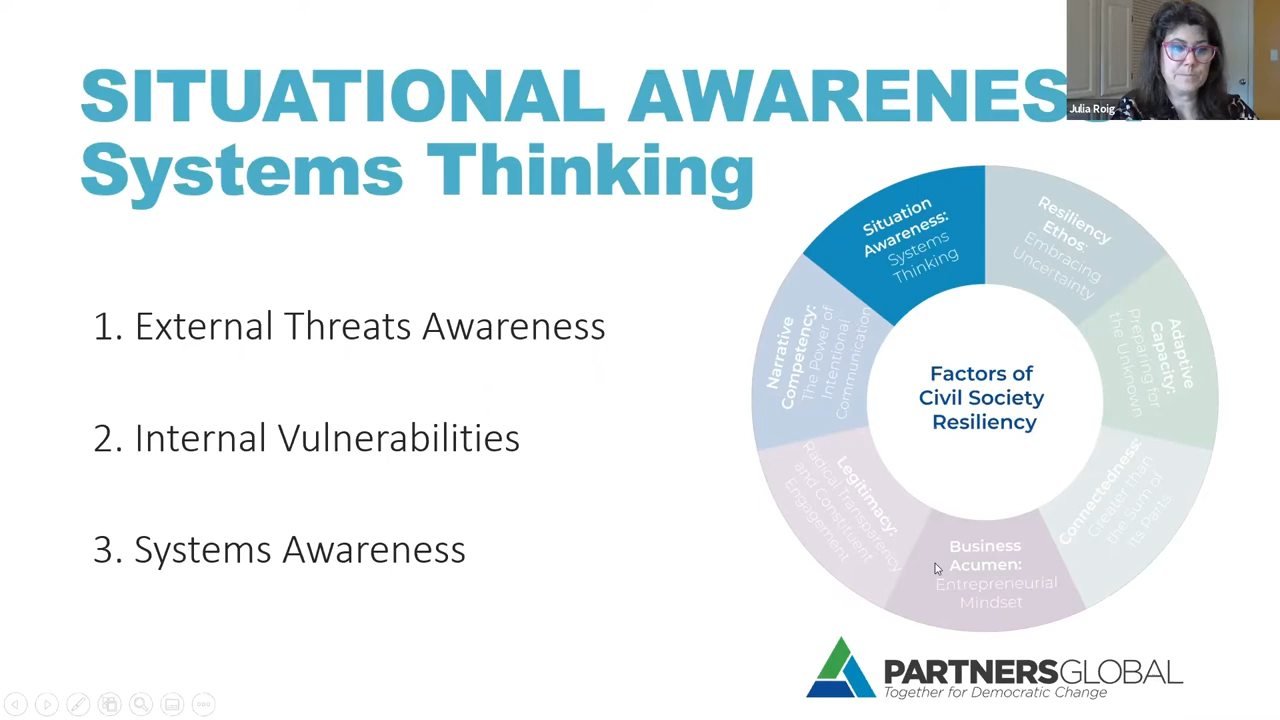 SITUATIONAL AWARENES
Systems Thinking
Julia Roig
1. External Threats Awareness
2. Internal Vulnerabilities
3. Systems Awareness
Situation
Awareness:
Systems
Thinking
Resiliency
Ethos:
Embracing
Uncertainty
Adaptive
Capacity:
Preparing for
the Unknown
Connectedness:
Greater than
the Sum of
Its Parts
Business
Acumen:
Entrepreneurial
Mindset
Legitimacy:
Radical Transparency
and Constituent
Engagement
Narrative
Competency:
The Power of
Intentional
Communication
Factors of
Civil Society
Resiliency
PARTNERSGLOBAL
Together for Democratic Change